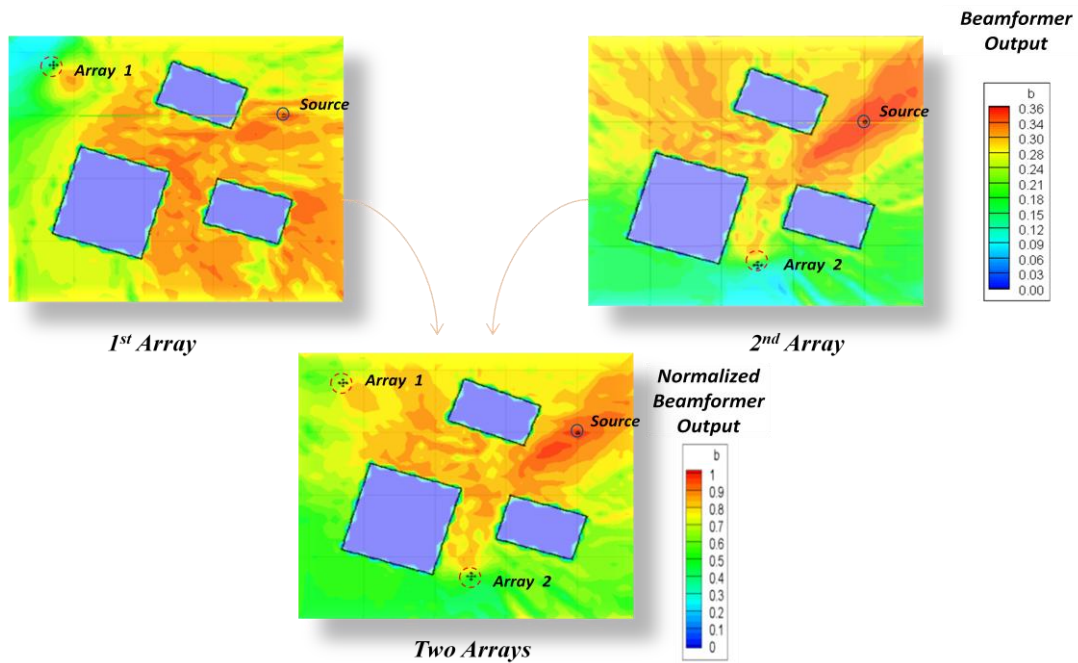 Beamformer
Output
Array 1
Source
1st Array
Source
Array 2
2nd Array
b
0.36
0.34
0.30
0.28
0.24
0.21
0.18
0.15
0.12
0.09
0.06
0.03
0.00
Array 1
Source
Array 2
Two Arrays
Normalized
Beamformer
Output
b
1
0.9
0.8
0.7
0.6
0.5
0.4
0.3
0.2
0.1
0